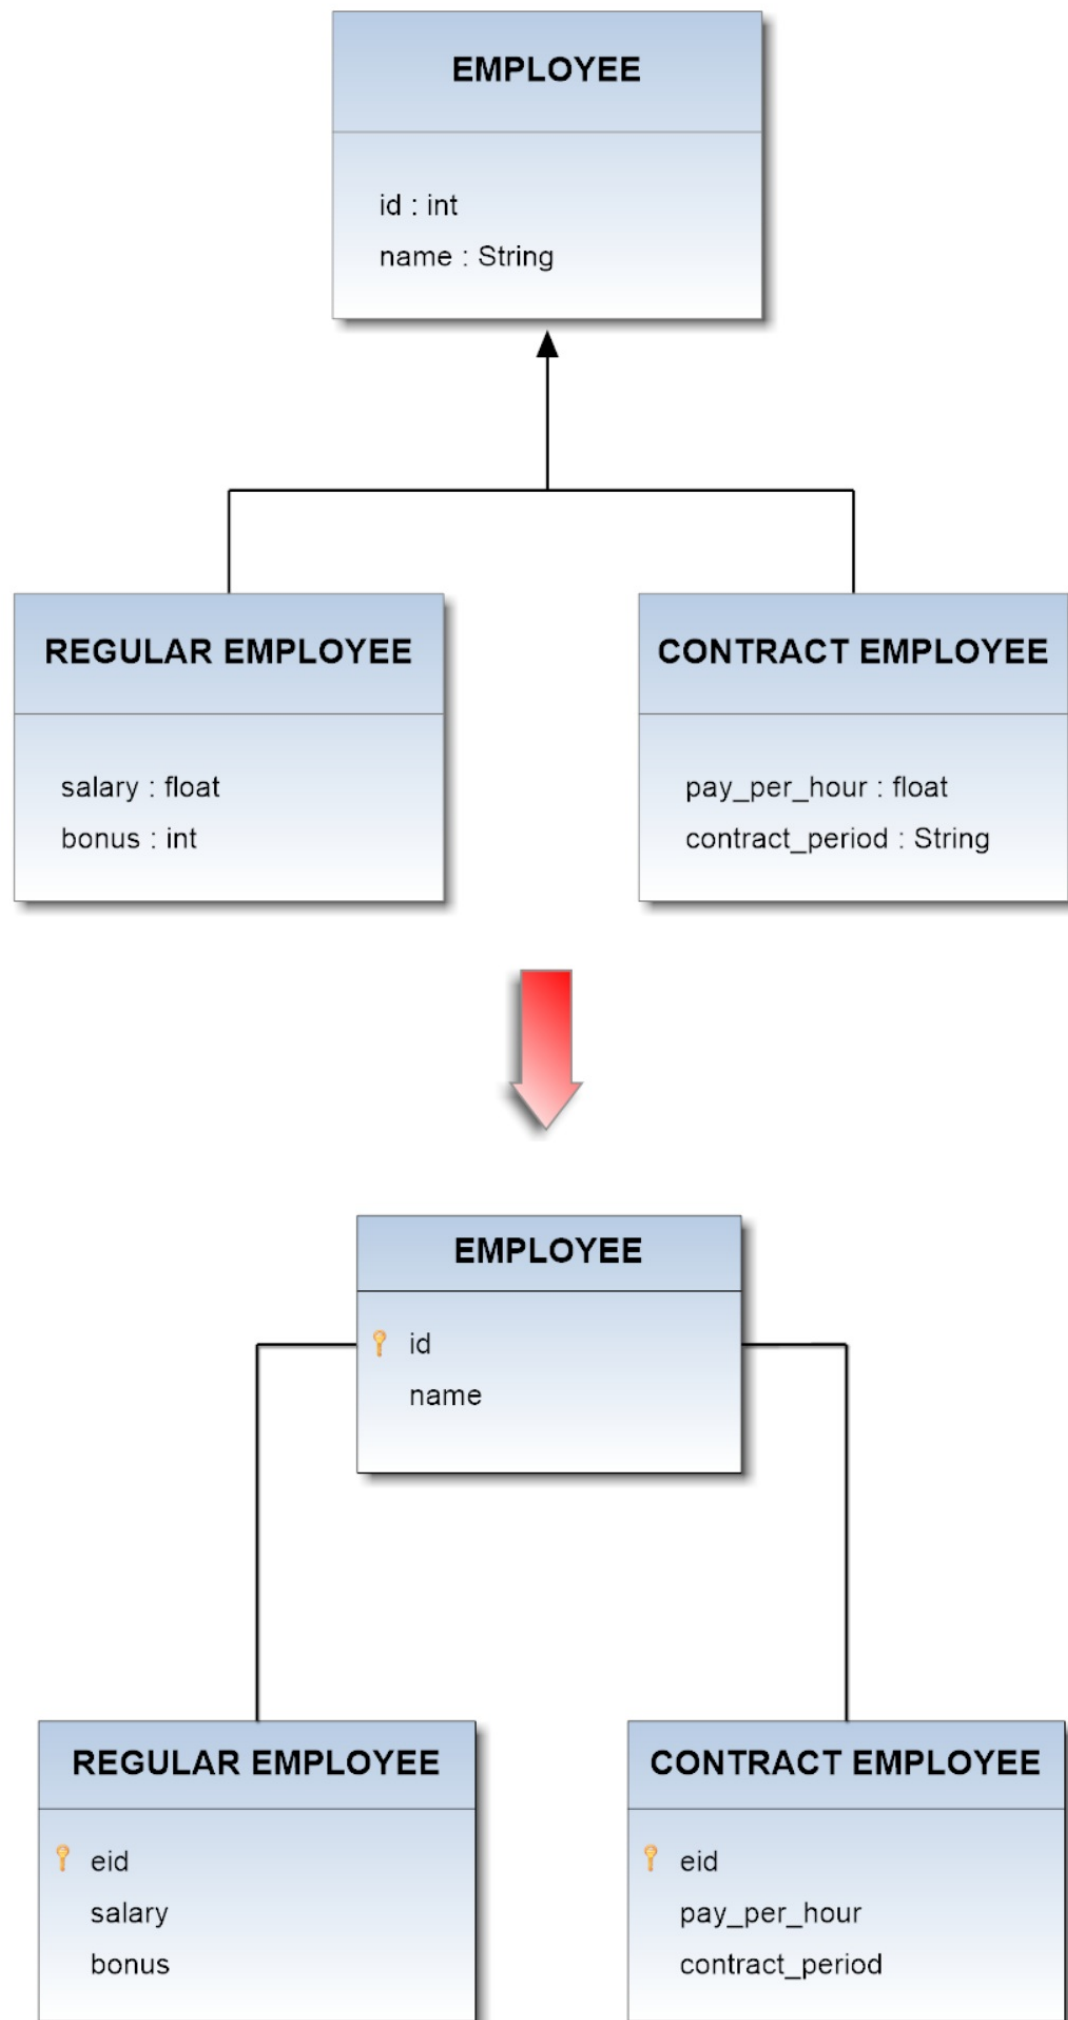 EMPLOYEE
id : int
name : String
REGULAR EMPLOYEE
salary : float
bonus : int
CONTRACT EMPLOYEE
pay_per_hour : float
contract_period : String
EMPLOYEE
id
name
REGULAR EMPLOYEE
eid
salary
bonus
CONTRACT EMPLOYEE
eid
pay_per_hour
contract_period